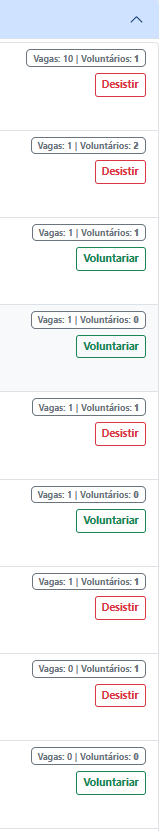 Vagas: 10 | Voluntários: 1
Desistir
Vagas: 1 | Voluntários: 2
Desistir
Vagas: 1 | Voluntários: 1
Voluntariar
Vagas: 1 | Voluntários: 0
Voluntariar
Vagas: 1 | Voluntários: 1
Desistir
Vagas: 1 | Voluntários: 0
Voluntariar
Vagas: 1 | Voluntários: 1
Desistir
Vagas: 0 | Voluntários: 1
Desistir
Vagas: 0 | Voluntários: 0
Voluntariar